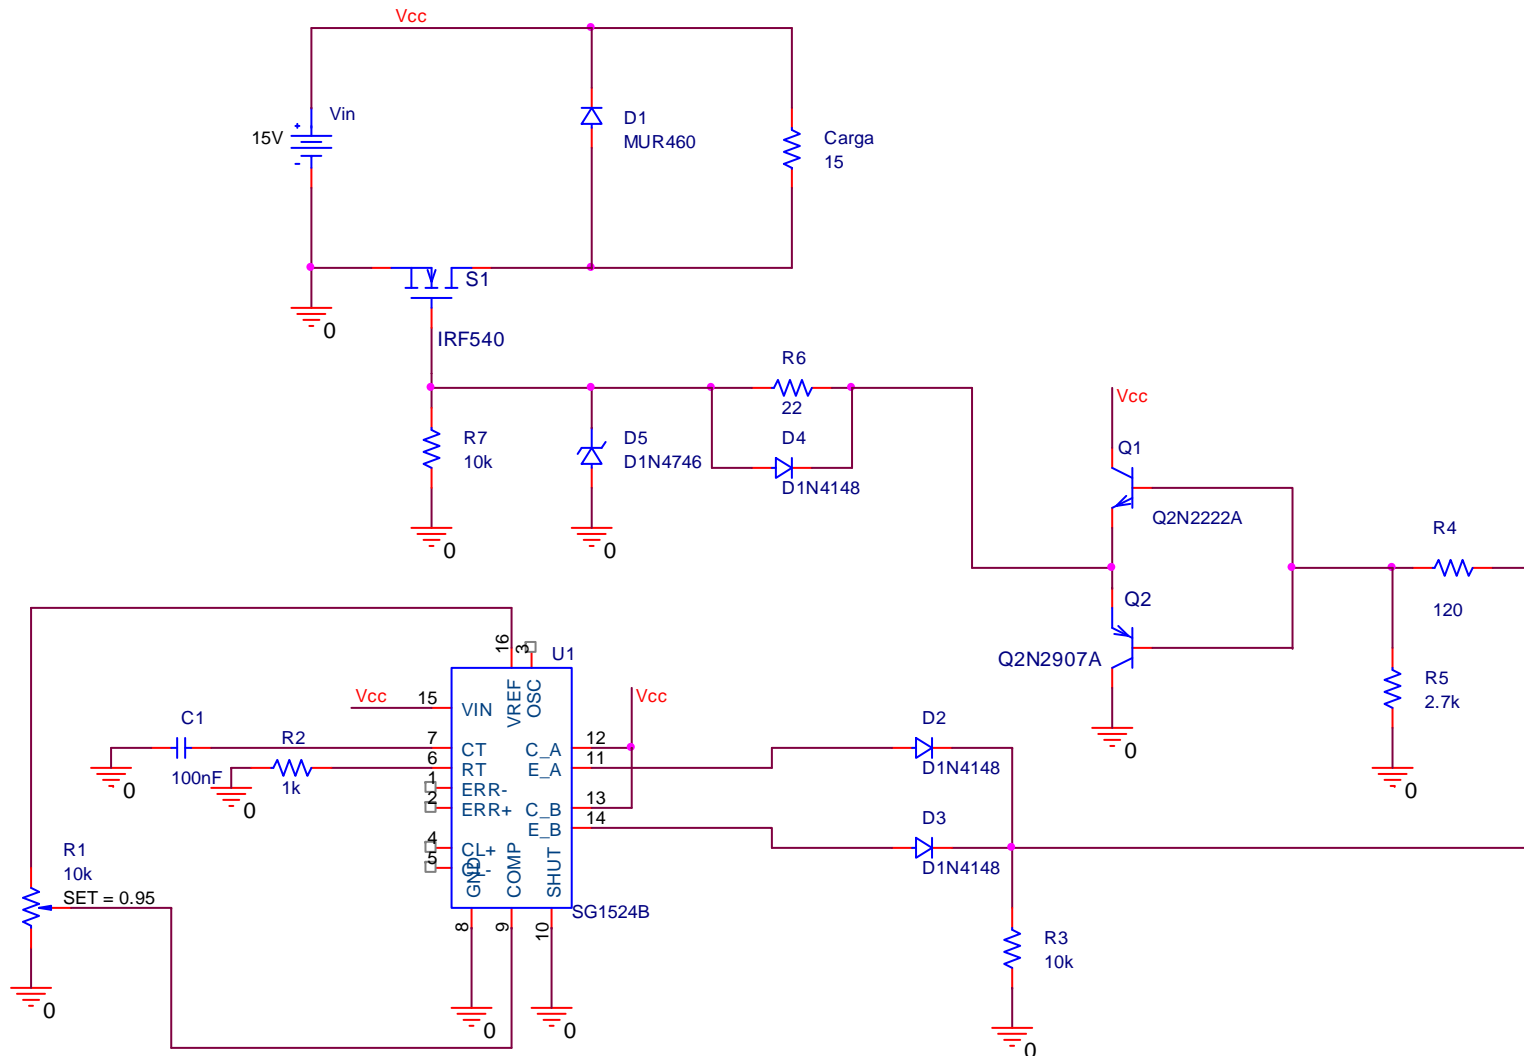 Vcc
Vin
15V
D1
MUR460
Carga
15
S1
0
IRF540
R6
22
R7
10k
D5
D1N4746
D4
D1N4148
0
0
Vcc
Q1
Q2N2222A
R4
120
Q2
Q2N2907A
R5
2.7k
0
0
16
3
U1
Vcc
15
VIN
VREF
OSC
Vcc
C1
100nF
0
R2
1k
0
7
CT
6
RT
1
ERR-
2
ERR+
4
CL+
5
CL-
C_A
12
E_A
11
C_B
13
E_B
14
GND
COMP
SHUT
8
9
10
SG1524B
D2
D1N4148
D3
D1N4148
R1
10k
SET = 0.95
0
0
0
R3
10k
0